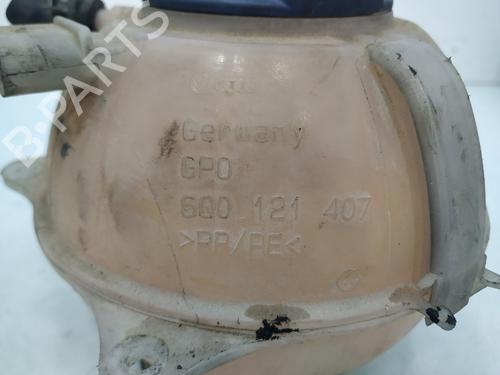 B-PARTS
Germany
GPO
6Q0 121 407
>PP/PE<